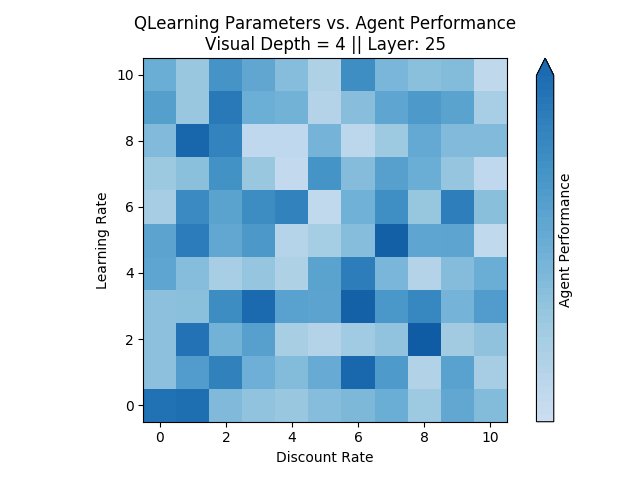 QLearning Parameters vs. Agent Performance
Visual Depth = 4 || Layer: 25
10
8
6
4
2
0
Learning Rate
0 2 4 6 8 10
Discount Rate
Agent Performance